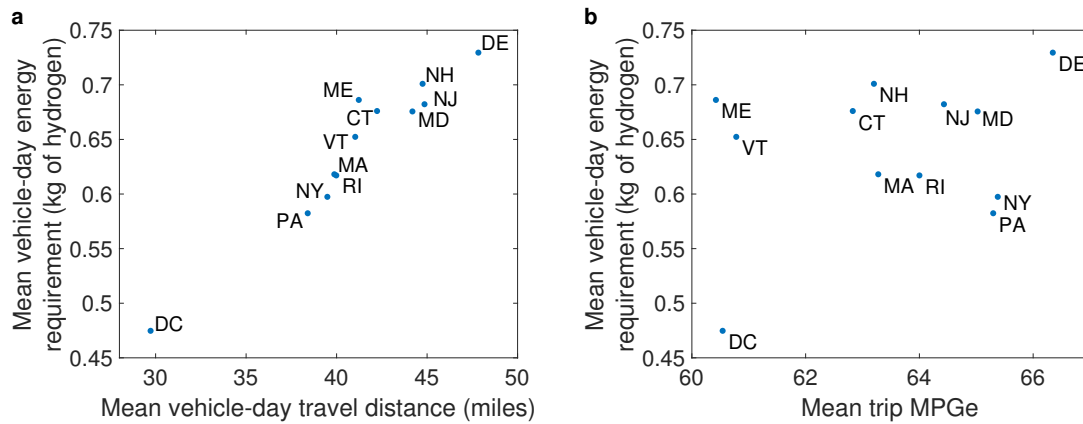 a
Mean vehicle-day energy
requirement (kg of hydrogen)
0.75
0.7
0.65
0.6
0.55
0.5
0.45
DE
NH
ME
NJ
CT
MD
VT
MA
RI
NY
PA
DC
30
35
40
45
50
Mean vehicle-day travel distance (miles)
b
Mean vehicle-day energy
requirement (kg of hydrogen)
0.75
0.7
0.65
0.6
0.55
0.5
0.45
DE
NH
ME
CT
NJ
MD
VT
MA
RI
NY
PA
DC
60
62
64
66
Mean trip MPGe